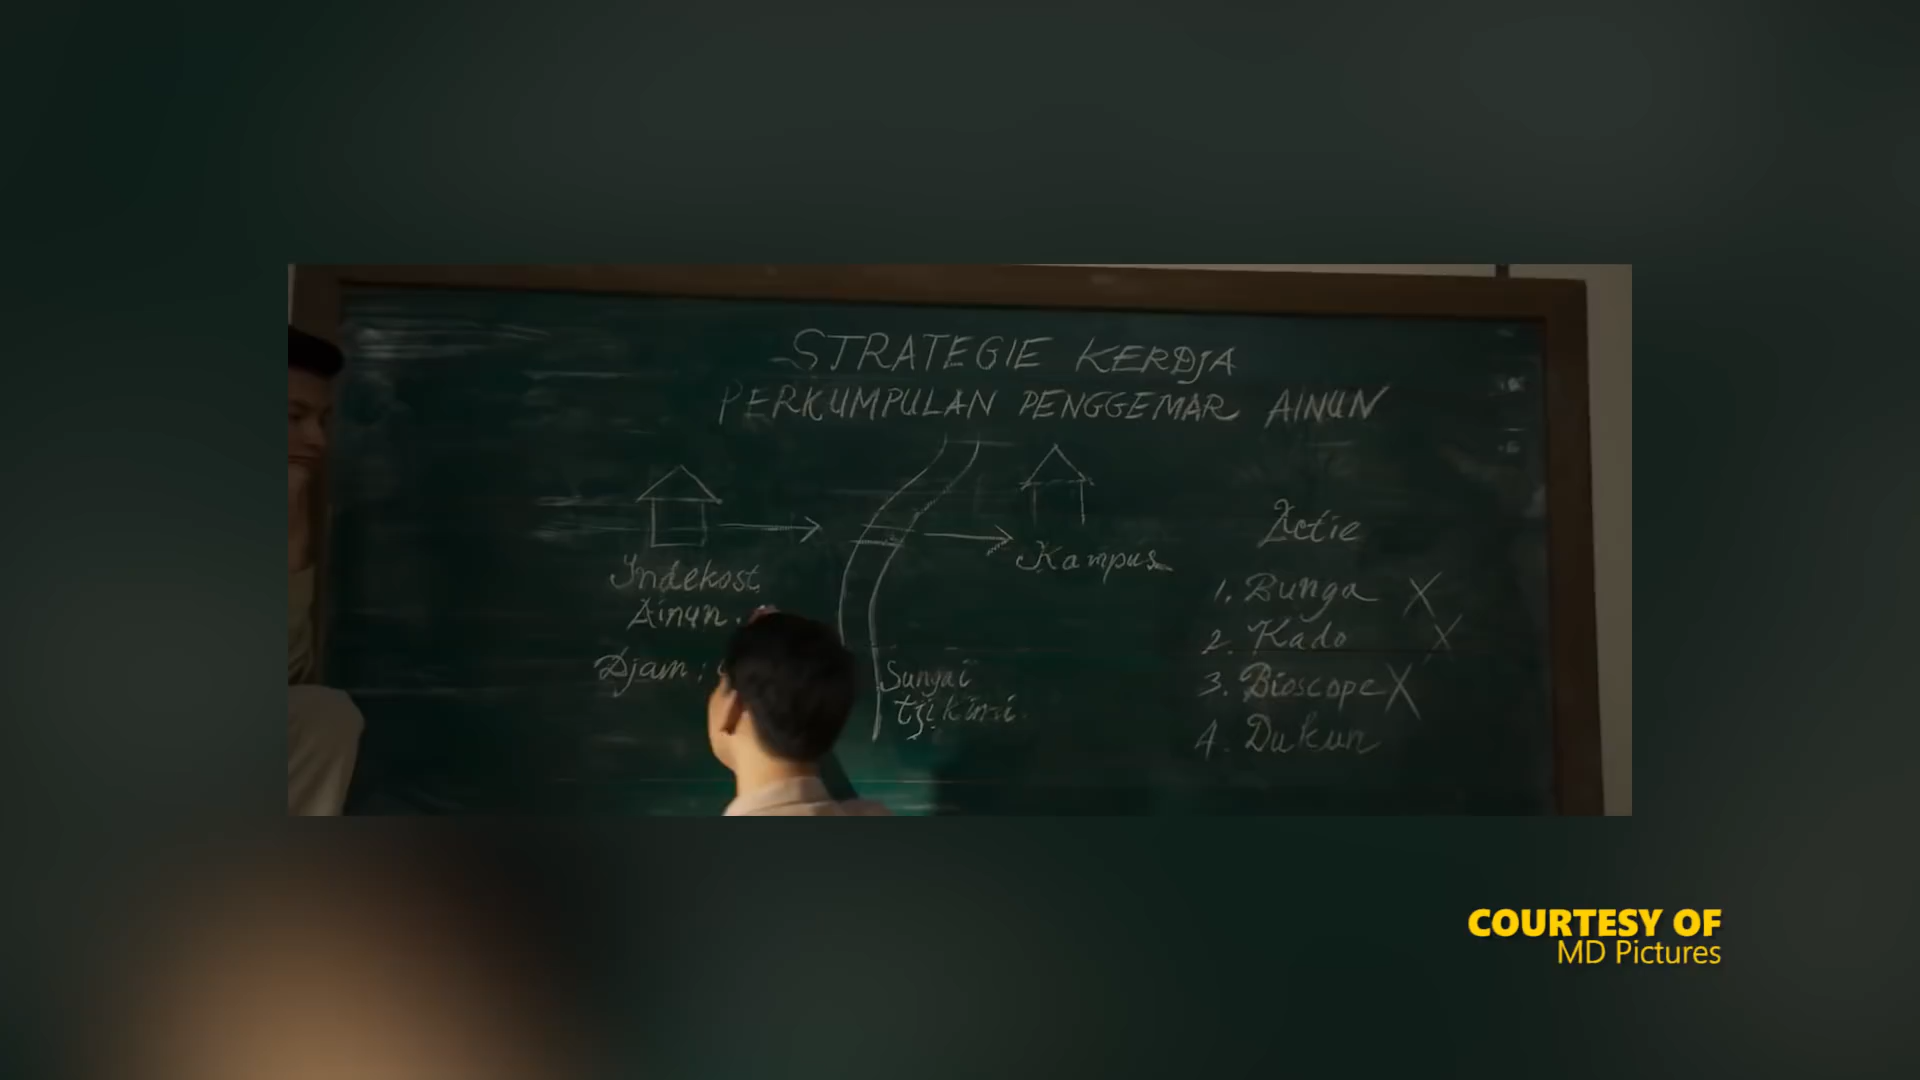 STRATEGIE KERDJA
PERKUMPULAN PENGGEMAR AINUN
Indekost
Ainun.
Djam:
Sungai
Kampus
Actie
1. Bunga X
2. Kado X
3. Bioscope X
4. Dukun
COURTESY OF
MD Pictures